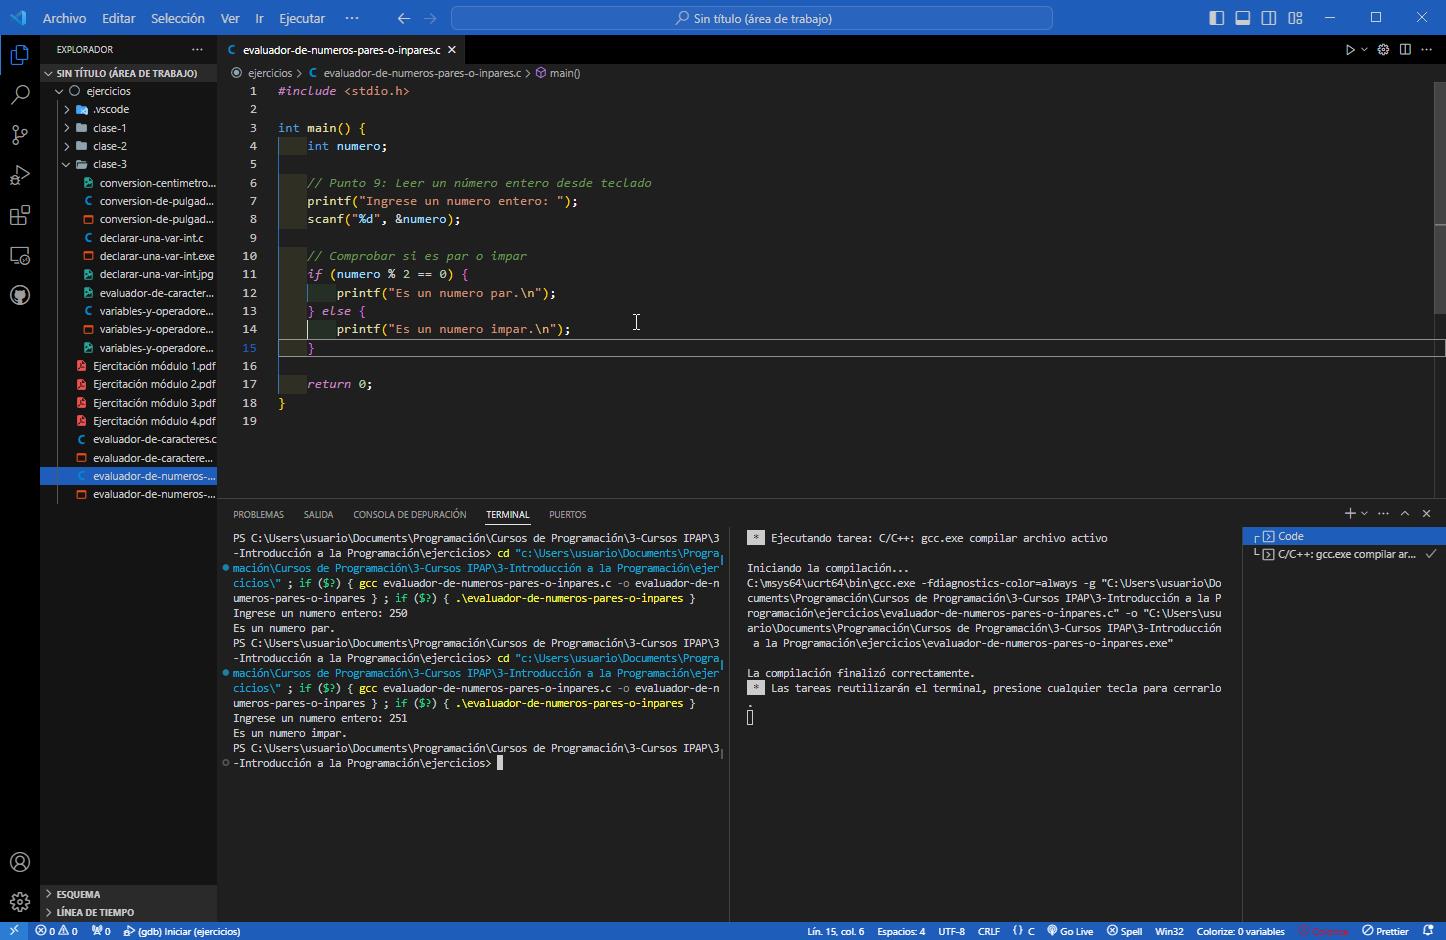 Archivo Editar Selección Ver Ir Ejecutar ···
Sin título (área de trabajo)
EXPLORADOR
SIN TÍTULO (ÁREA DE TRABAJO)
ejercicios
.vscode
clase-1
clase-2
clase-3
conversion-centimetro...
conversion-de-pulgad...
conversion-de-pulgad...
declarar-una-var-int.c
declarar-una-var-int.exe
declarar-una-var-int.jpg
evaluador-de-caracter...
variables-y-operadore...
variables-y-operadore...
variables-y-operadore...
Ejercitación módulo 1.pdf
Ejercitación módulo 2.pdf
Ejercitación módulo 3.pdf
Ejercitación módulo 4.pdf
evaluador-de-caracteres.c
evaluador-de-caractere...
evaluador-de-numeros-...
evaluador-de-numeros-...
ESQUEMA
LÍNEA DE TIEMPO
C evaluador-de-numeros-pares-o-inpares.c
ejercicios > C evaluador-de-numeros-pares-o-inpares.c > main()
1 #include <stdio.h>
2
3 int main() {
4 int numero;
5
6 // Punto 9: Leer un número entero desde teclado
7 printf("Ingrese un numero entero: ");
8 scanf("%d", &numero);
9
10 // Comprobar si es par o impar
11 if (numero % 2 == 0) {
12 printf("Es un numero par.\n");
13 } else {
14 printf("Es un numero impar.\n");
15 }
16
17 return 0;
18 }
19
PROBLEMAS SALIDA CONSOLA DE DEPURACIÓN TERMINAL PUERTOS
PS C:\Users\usuario\Documents\Programación\Cursos de Programación\3-Cursos IPAP\3
-Introducción a la Programación\ejercicios> cd "c:\Users\usuario\Documents\Progra
mación\Cursos de Programación\3-Cursos IPAP\3-Introducción a la Programación\ejer
cicios\" ; if ($?) { gcc evaluador-de-numeros-pares-o-inpares.c -o evaluador-de-n
umeros-pares-o-inpares } ; if ($?) { .\evaluador-de-numeros-pares-o-inpares }
Ingrese un numero entero: 250
Es un numero par.
PS C:\Users\usuario\Documents\Programación\Cursos de Programación\3-Cursos IPAP\3
-Introducción a la Programación\ejercicios> cd "c:\Users\usuario\Documents\Progra
mación\Cursos de Programación\3-Cursos IPAP\3-Introducción a la Programación\ejer
cicios\" ; if ($?) { gcc evaluador-de-numeros-pares-o-inpares.c -o evaluador-de-n
umeros-pares-o-inpares } ; if ($?) { .\evaluador-de-numeros-pares-o-inpares }
Ingrese un numero entero: 251
Es un numero impar.
PS C:\Users\usuario\Documents\Programación\Cursos de Programación\3-Cursos IPAP\3
-Introducción a la Programación\ejercicios>
* Ejecutando tarea: C/C++: gcc.exe compilar archivo activo
Iniciando la compilación...
C:\msys64\ucrt64\bin\gcc.exe -fdiagnostics-color=always -g "C:\Users\usuario\Do
cuments\Programación\Cursos de Programación\3-Cursos IPAP\3-Introducción a la P
rogramación\ejercicios\evaluador-de-numeros-pares-o-inpares.c" -o "C:\Users\usu
ario\Documents\Programación\Cursos de Programación\3-Cursos IPAP\3-Introducción
a la Programación\ejercicios\evaluador-de-numeros-pares-o-inpares.exe"
La compilación finalizó correctamente.
* Las tareas reutilizarán el terminal, presione cualquier tecla para cerrarlo
.
Code
C/C++: gcc.exe compilar ar...
0 0 0 (gdb) Iniciar (ejercicios) Lín. 15, col. 6 Espacios: 4 UTF-8 CRLF {} C Go Live Spell Win32 Colorize: 0 variables Colorize Prettier